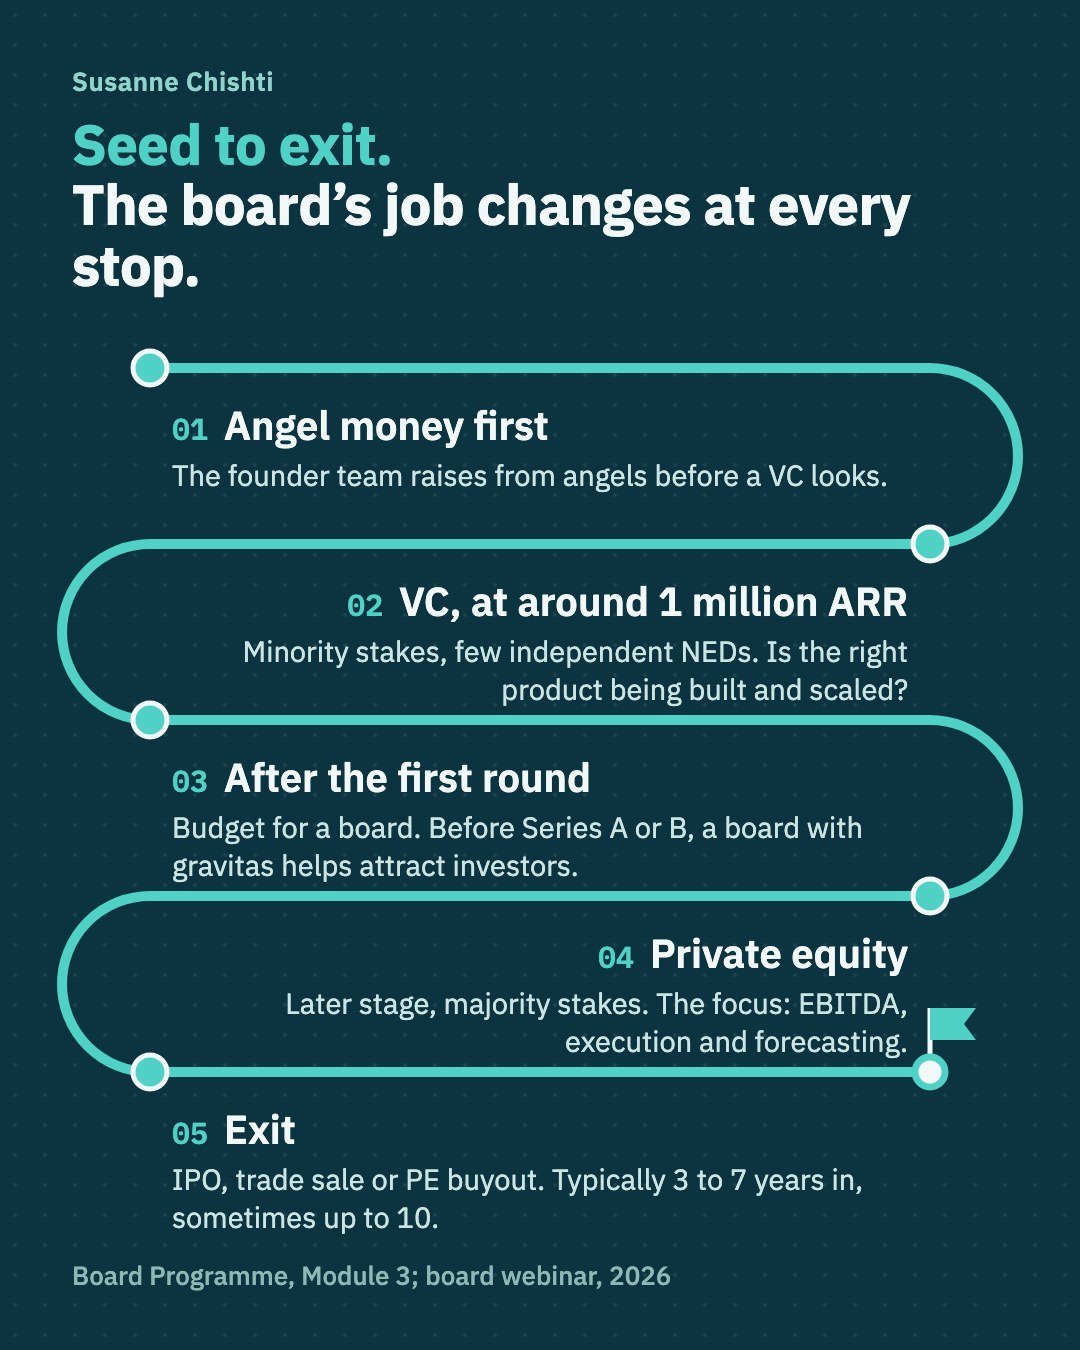 Susanne Chishti
Seed to exit.
The board’s job changes at every
stop.
01 Angel money first
The founder team raises from angels before a VC looks.
02 VC, at around 1 million ARR
Minority stakes, few independent NEDs. Is the right
product being built and scaled?
03 After the first round
Budget for a board. Before Series A or B, a board with
gravitas helps attract investors.
04 Private equity
Later stage, majority stakes. The focus: EBITDA,
execution and forecasting.
05 Exit
IPO, trade sale or PE buyout. Typically 3 to 7 years in,
sometimes up to 10.
Board Programme, Module 3; board webinar, 2026